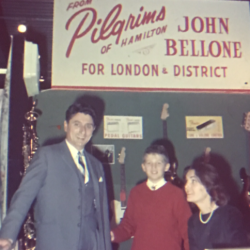 FROM
Pilgrims
OF HAMILTON
JOHN
BELLONE
FOR LONDON & DISTRICT